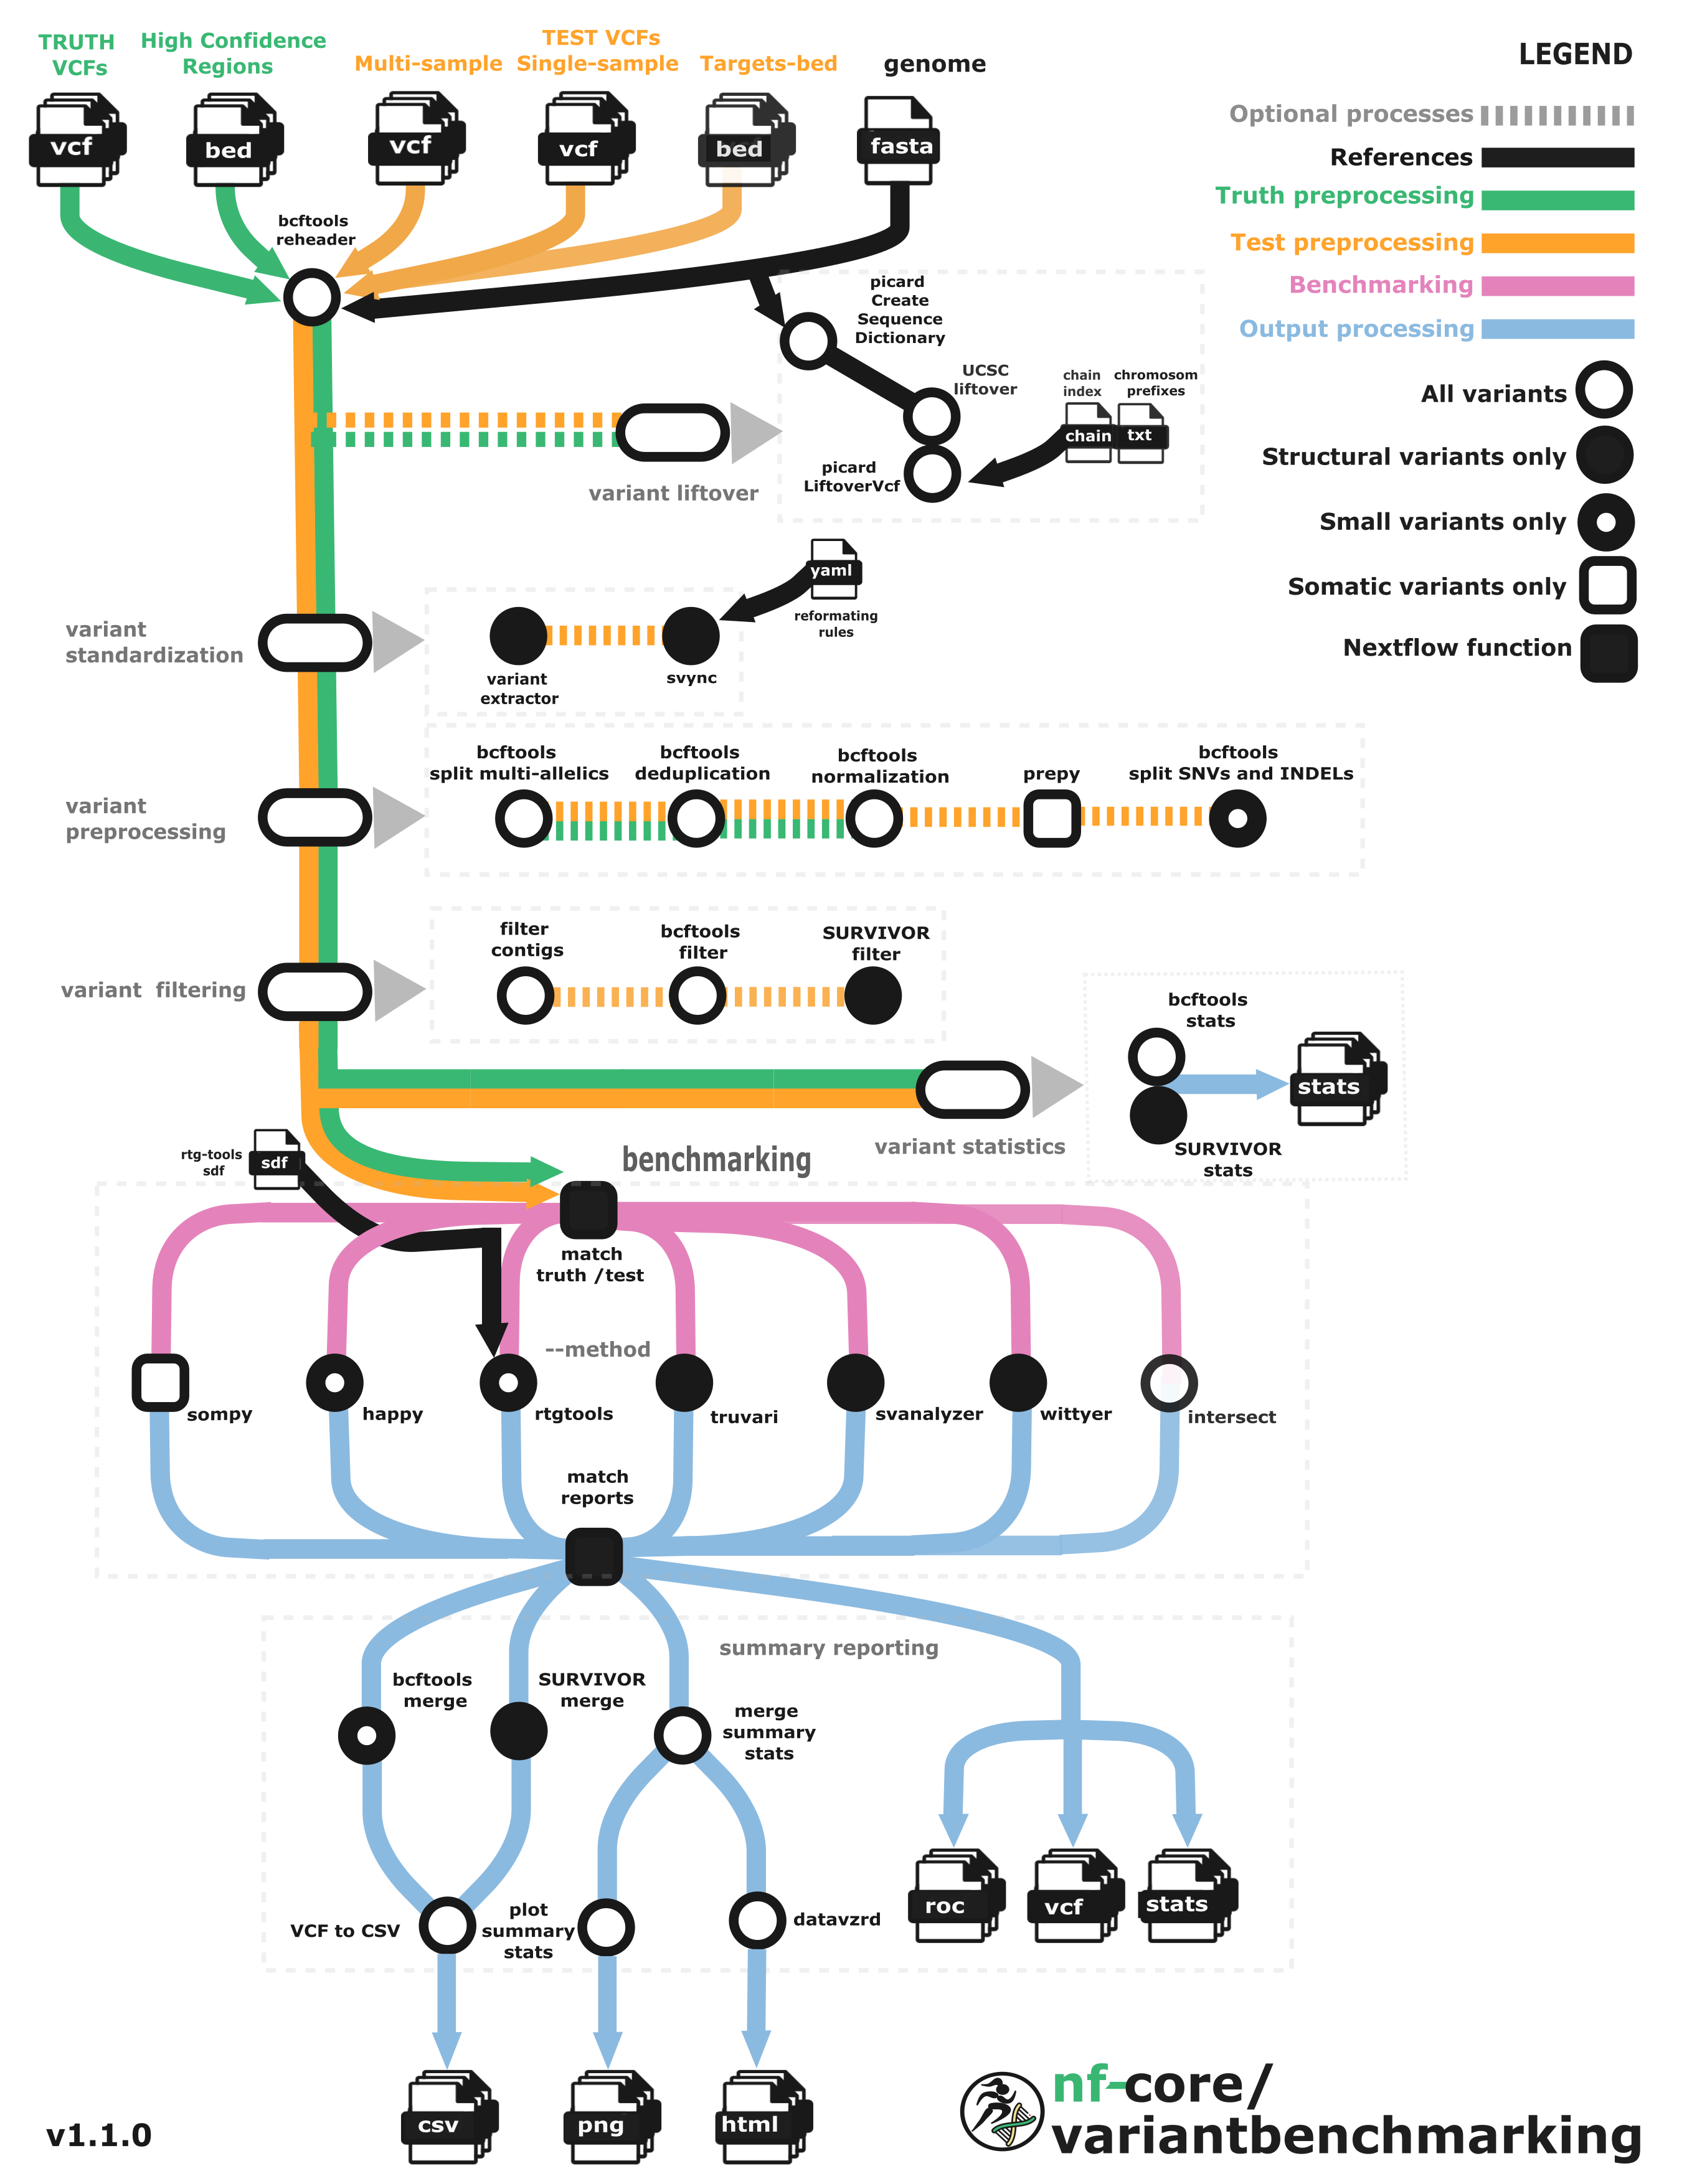 TRUTH
VCFs
High Confidence
Regions
Multi-sample
TEST VCFs
Single-sample
Targets-bed
genome
vcf
bed
vcf
vcf
bed
fasta
LEGEND
Optional processes
References
Truth preprocessing
Test preprocessing
Benchmarking
Output processing
All variants
Structural variants only
Small variants only
Somatic variants only
Nextflow function
bcftools
reheader
picard
Create
Sequence
Dictionary
UCSC
liftover
chain
index
chromosom
prefixes
chain
txt
picard
LiftoverVcf
variant liftover
yaml
reformating
rules
variant
standardization
variant
extractor
svync
variant
preprocessing
bcftools
split multi-allelics
bcftools
deduplication
bcftools
normalization
prepy
bcftools
split SNVs and INDELs
variant filtering
filter
contigs
bcftools
filter
SURVIVOR
filter
bcftools
stats
stats
SURVIVOR
stats
variant statistics
rtg-tools
sdf
sdf
benchmarking
match
truth /test
--method
sompy
happy
rtgtools
truvari
svanalyzer
wittyer
intersect
match
reports
summary reporting
bcftools
merge
SURVIVOR
merge
merge
summary
stats
roc
vcf
stats
VCF to CSV
plot
summary
stats
datavzrd
csv
png
html
v1.1.0
nf-core/
variantbenchmarking